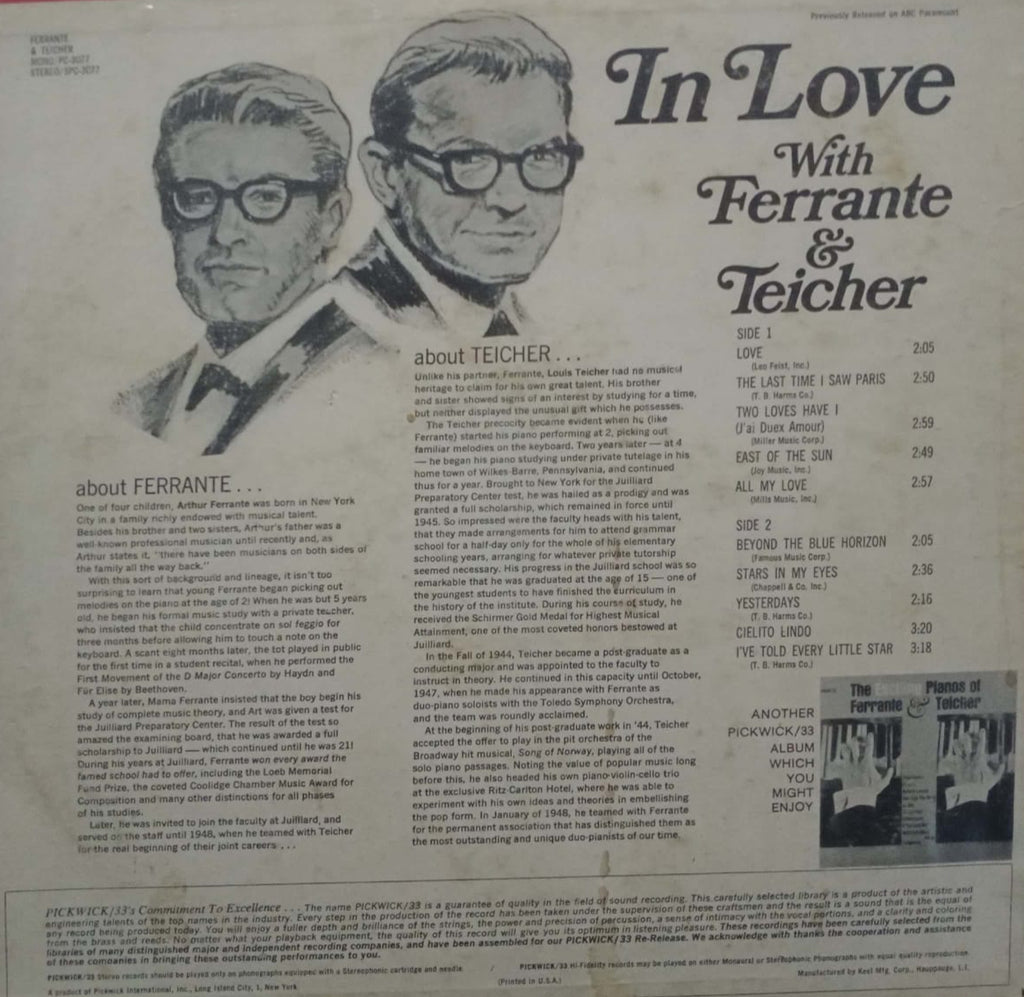 Previously Released on ABC Paramount
FERRANTE
& TEICHER
MONO/PC-3077
STEREO/SPC-3077
In Love
With
Ferrante
&
Teicher
SIDE 1
LOVE 2:05
(Leo Feist, Inc.)
THE LAST TIME I SAW PARIS 2:50
(T. B. Harms Co.)
TWO LOVES HAVE I
(J'ai Duex Amour) 2:59
(Miller Music Corp.)
EAST OF THE SUN 2:49
(Joy Music, Inc.)
ALL MY LOVE 2:57
(Mills Music, Inc.)
SIDE 2
BEYOND THE BLUE HORIZON 2:05
(Famous Music Corp.)
STARS IN MY EYES 2:36
(Chappell & Co. Inc.)
YESTERDAYS 2:16
(T. B. Harms Co.)
CIELITO LINDO 3:20
I'VE TOLD EVERY LITTLE STAR 3:18
(T. B. Harms Co.)
about FERRANTE...
One of four children, Arthur Ferrante was born in New York
City in a family richly endowed with musical talent.
Besides his brother and two sisters, Arthur's father was a
well-known professional musician until recently and, as
Arthur states it, "there have been musicians on both sides of
the family all the way back."
With this sort of background and lineage, it isn't too
surprising to learn that young Ferrante began picking out
melodies on the piano at the age of 2! When he was but 5 years
old, he began his formal music study with a private teacher,
who insisted that the child concentrate on sol feggio for
three months before allowing him to touch a note on the
keyboard. A scant eight months later, the tot played in public
for the first time in a student recital, when he performed the
First Movement of the D Major Concerto by Haydn and
Für Elise by Beethoven.
A year later, Mama Ferrante insisted that the boy begin his
study of complete music theory, and Art was given a test for
the Juilliard Preparatory Center. The result of the test so
amazed the examining board, that he was awarded a full
scholarship to Juilliard — which continued until he was 21!
During his years at Juilliard, Ferrante won every award the
famed school had to offer, including the Loeb Memorial
Fund Prize, the coveted Coolidge Chamber Music Award for
Composition and many other distinctions for all phases
of his studies.
Later, he was invited to join the faculty at Juilliard, and
served on the staff until 1948, when he teamed with Teicher
for the real beginning of their joint careers...
about TEICHER...
Unlike his partner, Ferrante, Louis Teicher had no musical
heritage to claim for his own great talent. His brother
and sister showed signs of an interest by studying for a time,
but neither displayed the unusual gift which he possesses.
The Teicher precocity became evident when he (like
Ferrante) started his piano performing at 2, picking out
familiar melodies on the keyboard. Two years later — at 4
— he began his piano studying under private tutelage in his
home town of Wilkes-Barre, Pennsylvania, and continued
thus for a year. Brought to New York for the Juilliard
Preparatory Center test, he was hailed as a prodigy and was
granted a full scholarship, which remained in force until
1945. So impressed were the faculty heads with his talent,
that they made arrangements for him to attend grammar
school for a half-day only for the whole of his elementary
schooling years, arranging for whatever private tutorship
seemed necessary. His progress in the Juilliard school was so
remarkable that he was graduated at the age of 15 — one of
the youngest students to have finished the curriculum in
the history of the institute. During his course of study, he
received the Schirmer Gold Medal for Highest Musical
Attainment, one of the most coveted honors bestowed at
Juilliard.
In the Fall of 1944, Teicher became a post-graduate as a
conducting major and was appointed to the faculty to
instruct in theory. He continued in this capacity until October,
1947, when he made his appearance with Ferrante as
duo-piano soloists with the Toledo Symphony Orchestra,
and the team was roundly acclaimed.
At the beginning of his post-graduate work in '44, Teicher
accepted the offer to play in the pit orchestra of the
Broadway hit musical, Song of Norway, playing all of the
solo piano passages. Noting the value of popular music long
before this, he also headed his own piano-violin-cello trio
at the exclusive Ritz-Carlton Hotel, where he was able to
experiment with his own ideas and theories in embellishing
the pop form. In January of 1948, he teamed with Ferrante
for the permanent association that has distinguished them as
the most outstanding and unique duo-pianists of our time.
ANOTHER
PICKWICK/33
ALBUM
WHICH
YOU
MIGHT
ENJOY
The Pianos of
Ferrante & Teicher
PICKWICK/33's Commitment To Excellence... The name PICKWICK/33 is a guarantee of quality in the field of sound recording. This carefully selected library is a product of the artistic and
engineering talents of the top names in the industry. Every step in the production of the record has been taken under the supervision of these craftsmen and the result is a sound that is the equal of
any record being produced today. You will enjoy a fuller depth and brilliance of the strings, the power and precision of percussion, a sense of intimacy with the vocal portions, and a clarity and coloring
from the brass and reeds. No matter what your playback equipment, the quality of this record will give you its optimum in listening pleasure. These recordings have been carefully selected from the
libraries of many distinguished major and independent recording companies, and have been assembled for our PICKWICK/33 Re-Release. We acknowledge with thanks the cooperation and assistance
of these companies in bringing these outstanding performances to you.
PICKWICK/33 Stereo records should be played only on phonographs equipped with a Stereophonic cartridge and needle. / PICKWICK/33 Hi-Fidelity records may be played on either Monaural or Stereophonic Phonographs with equal quality reproduction.
A product of Pickwick International, Inc., Long Island City, 1, New York (Printed in U.S.A.) Manufactured by Keel Mfg. Corp., Hauppauge, L.I.